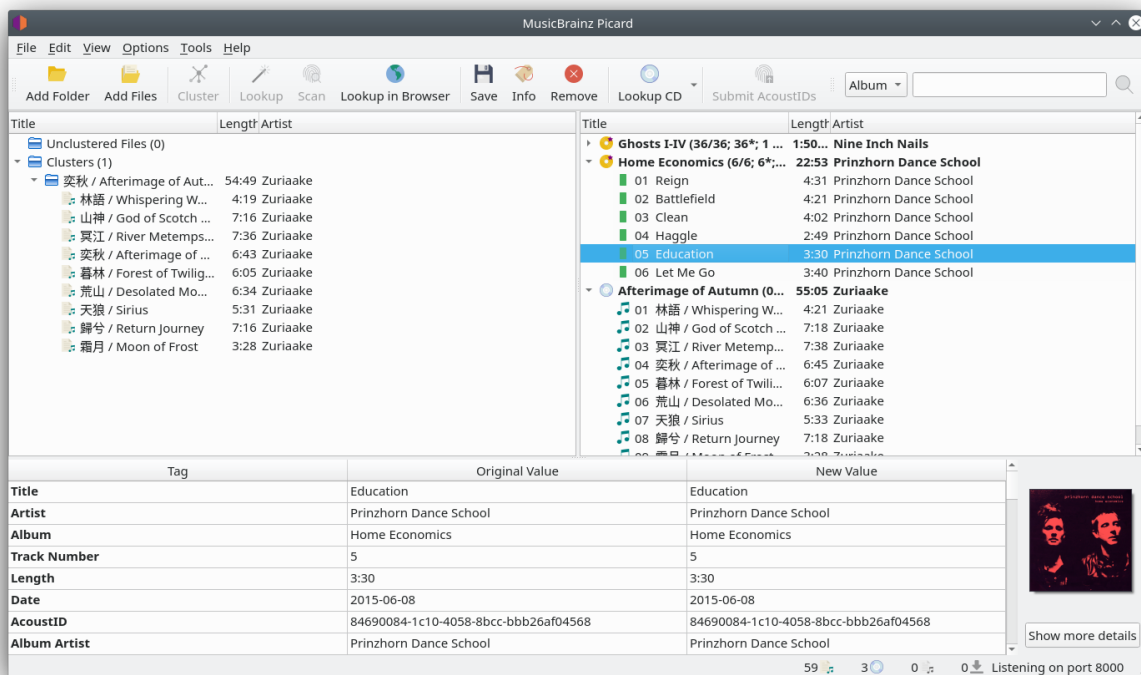 MusicBrainz Picard
File Edit View Options Tools Help
Add Folder Add Files Cluster Lookup Scan Lookup in Browser Save Info Remove Lookup CD Submit AcoustIDs Album
Title Length Artist
Unclustered Files (0)
Clusters (1)
奕秋 / Afterimage of Aut... 54:49 Zuriaake
林語 / Whispering W... 4:19 Zuriaake
山神 / God of Scotch ... 7:16 Zuriaake
冥江 / River Metemps... 7:36 Zuriaake
奕秋 / Afterimage of ... 6:43 Zuriaake
暮林 / Forest of Twilig... 6:05 Zuriaake
荒山 / Desolated Mo... 6:34 Zuriaake
天狼 / Sirius 5:31 Zuriaake
歸兮 / Return Journey 7:16 Zuriaake
霜月 / Moon of Frost 3:28 Zuriaake
Title Length Artist
Ghosts I-IV (36/36; 36*; 1 ... 1:50... Nine Inch Nails
Home Economics (6/6; 6*;... 22:53 Prinzhorn Dance School
01 Reign 4:31 Prinzhorn Dance School
02 Battlefield 4:21 Prinzhorn Dance School
03 Clean 4:02 Prinzhorn Dance School
04 Haggle 2:49 Prinzhorn Dance School
05 Education 3:30 Prinzhorn Dance School
06 Let Me Go 3:40 Prinzhorn Dance School
Afterimage of Autumn (0... 55:05 Zuriaake
01 林語 / Whispering W... 4:21 Zuriaake
02 山神 / God of Scotch ... 7:18 Zuriaake
03 冥江 / River Metemp... 7:38 Zuriaake
04 奕秋 / Afterimage of ... 6:45 Zuriaake
05 暮林 / Forest of Twili... 6:07 Zuriaake
06 荒山 / Desolated Mo... 6:36 Zuriaake
07 天狼 / Sirius 5:33 Zuriaake
08 歸兮 / Return Journey 7:18 Zuriaake
Tag Original Value New Value
Title Education Education
Artist Prinzhorn Dance School Prinzhorn Dance School
Album Home Economics Home Economics
Track Number 5 5
Length 3:30 3:30
Date 2015-06-08 2015-06-08
AcoustID 84690084-1c10-4058-8bcc-bbb26af04568 84690084-1c10-4058-8bcc-bbb26af04568
Album Artist Prinzhorn Dance School Prinzhorn Dance School
prinzhorn dance school
home economics
Show more details
59 3 0 0 Listening on port 8000